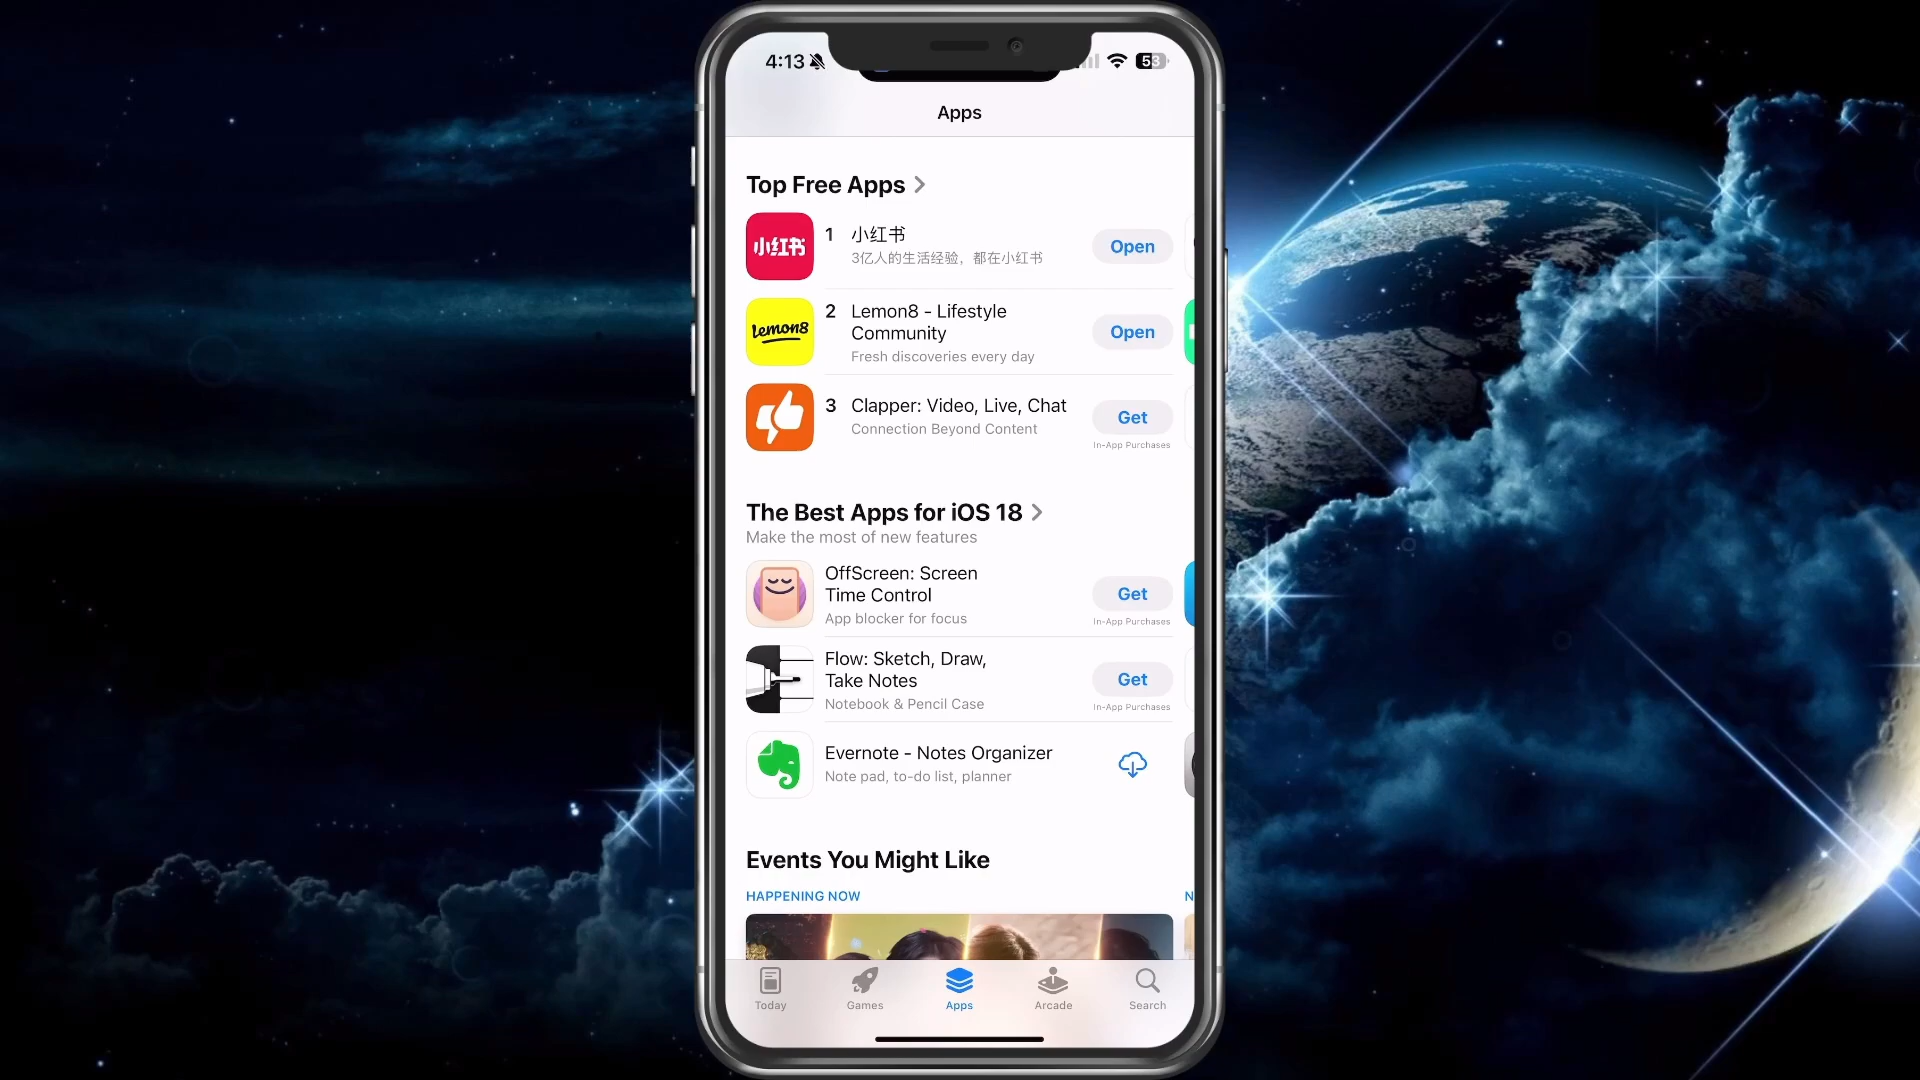 4:13
53
Apps
Top Free Apps
小红书
1 小红书
3亿人的生活经验，都在小红书
Open
Lemon8
2 Lemon8 - Lifestyle
Community
Fresh discoveries every day
Open
3 Clapper: Video, Live, Chat
Connection Beyond Content
Get
In-App Purchases
The Best Apps for iOS 18
Make the most of new features
OffScreen: Screen
Time Control
App blocker for focus
Get
In-App Purchases
Flow: Sketch, Draw,
Take Notes
Notebook & Pencil Case
Get
In-App Purchases
Evernote - Notes Organizer
Note pad, to-do list, planner
Events You Might Like
HAPPENING NOW
N
Today
Games
Apps
Arcade
Search